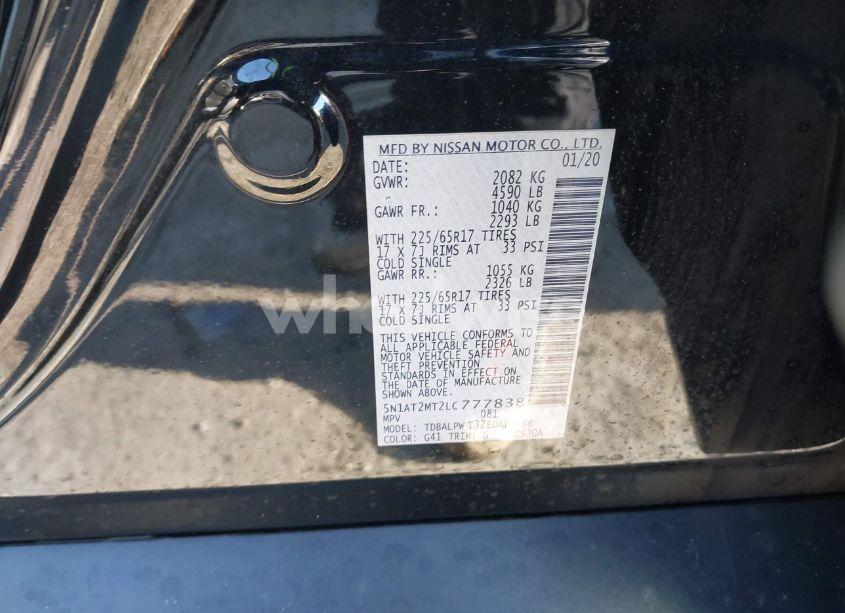 MFD BY NISSAN MOTOR CO., LTD.
DATE: 01/20
GVWR: 2082 KG
4590 LB
GAWR FR.: 1040 KG
2293 LB
WITH 225/65R17 TIRES
17 X 7J RIMS AT 33 PSI
COLD SINGLE
GAWR RR.: 1055 KG
2326 LB
WITH 225/65R17 TIRES
17 X 7J RIMS AT 33 PSI
COLD SINGLE
THIS VEHICLE CONFORMS TO
ALL APPLICABLE FEDERAL
MOTOR VEHICLE SAFETY AND
THEFT PREVENTION
STANDARDS IN EFFECT ON
THE DATE OF MANUFACTURE
SHOWN ABOVE.
5N1AT2MT2LC777838
MPV 081
MODEL:
COLOR: G41 TRIM: G